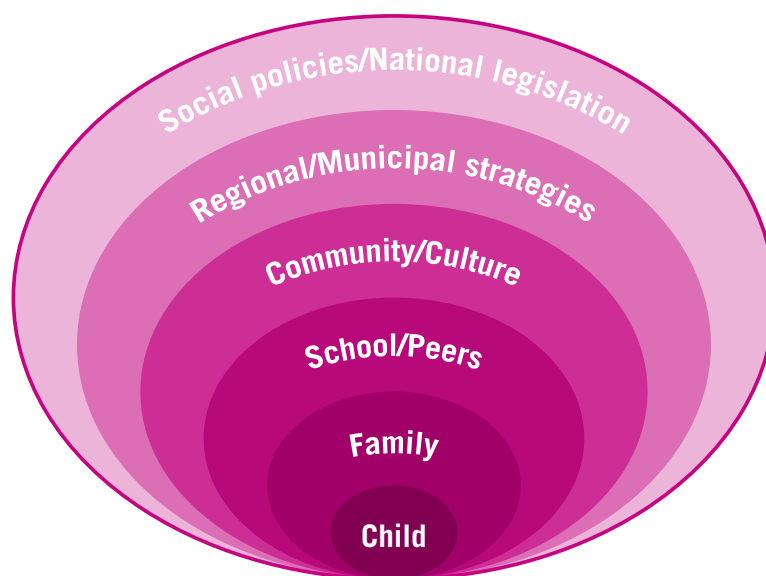 Social policies/National legislation
Regional/Municipal strategies
Community/Culture
School/Peers
Family
Child